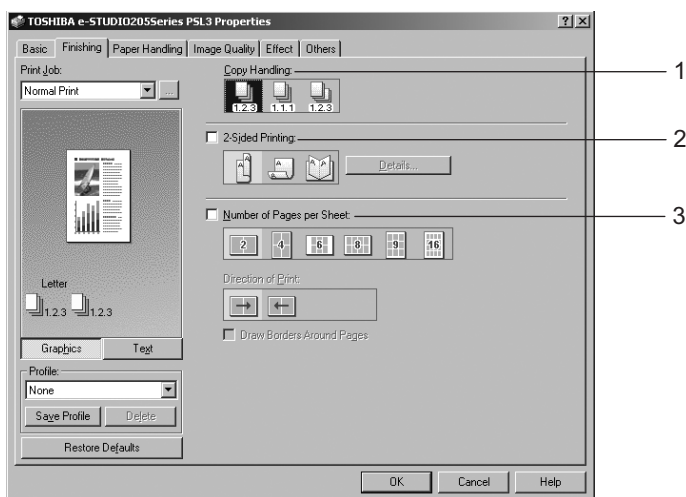 TOSHIBA e-STUDIO205Series PSL3 Properties
? X
Basic Finishing Paper Handling Image Quality Effect Others
Print Job:
Normal Print
...
Letter
1.2.3 1.2.3
Graphics Text
Profile:
None
Save Profile Delete
Restore Defaults
Copy Handling:
1.2.3 1.1.1 1.2.3
2-Sided Printing:
A A A A
Details...
Number of Pages per Sheet:
2 4 6 8 9 16
Direction of Print:
Draw Borders Around Pages
OK Cancel Help
1
2
3